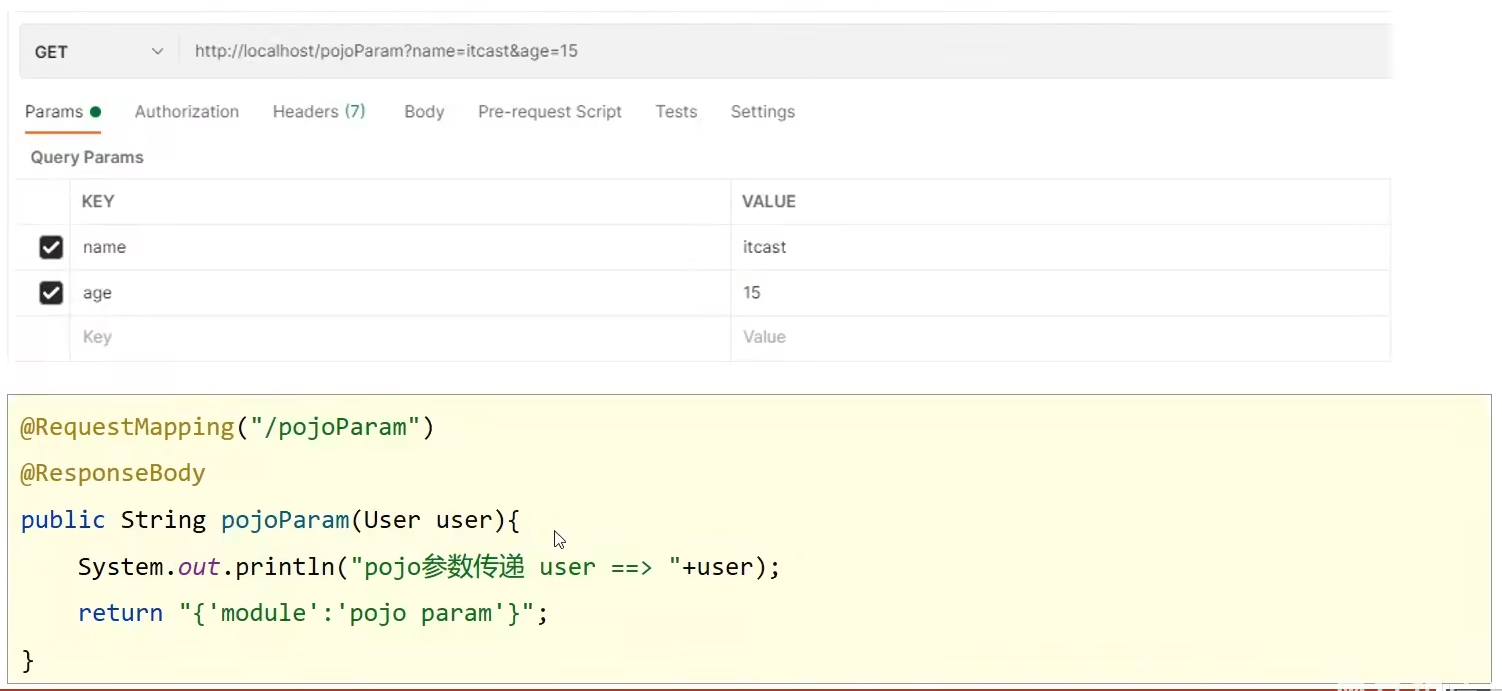 GET http://localhost/pojoParam?name=itcast&age=15
Params Authorization Headers (7) Body Pre-request Script Tests Settings
Query Params
KEY VALUE
name itcast
age 15
Key Value
@RequestMapping("/pojoParam")
@ResponseBody
public String pojoParam(User user){
    System.out.println("pojo参数传递 user ==> "+user);
    return "{'module':'pojo param'}";
}